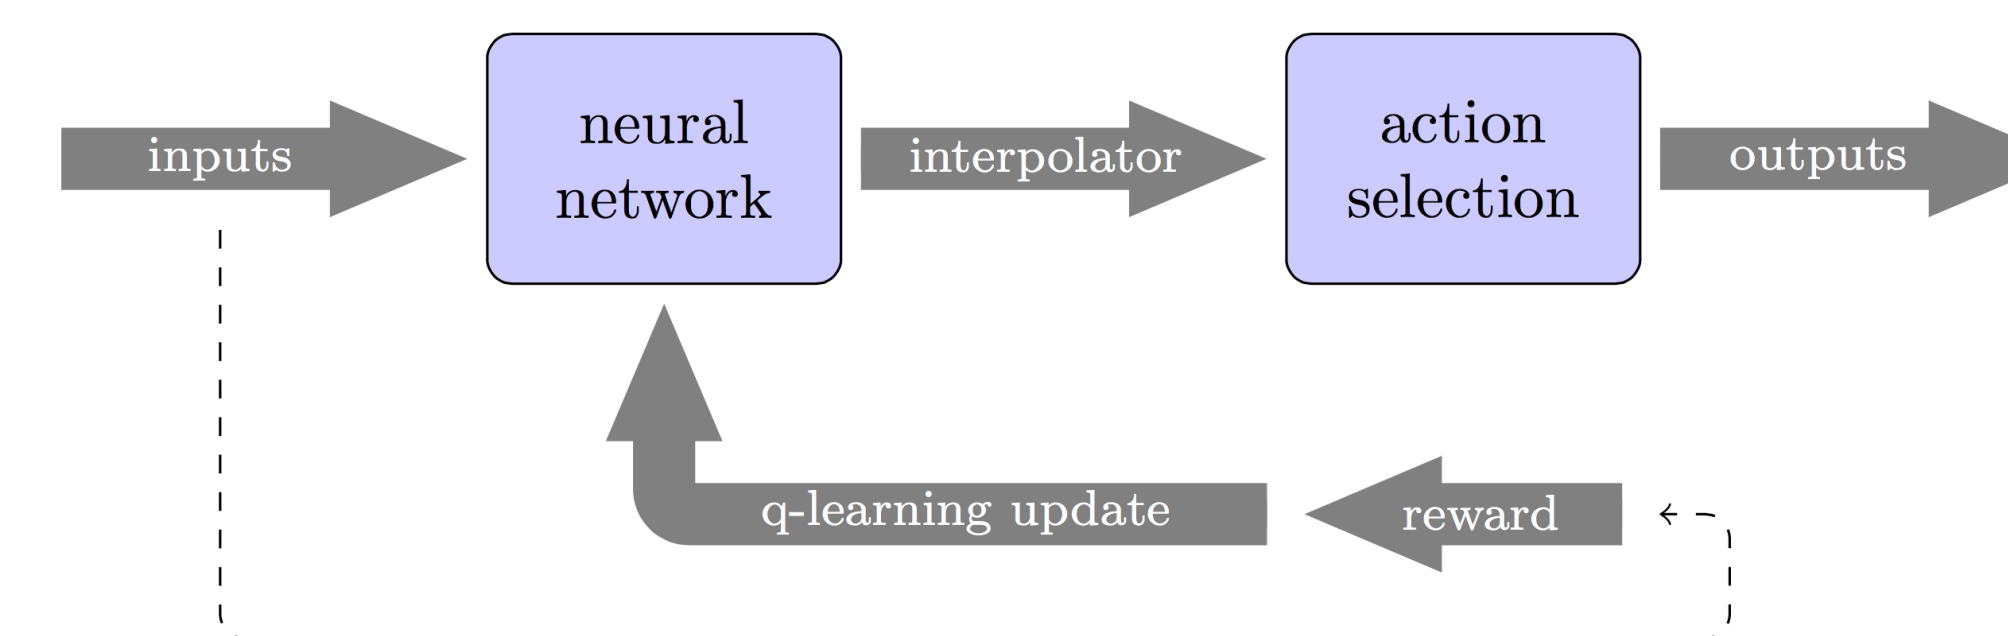 inputs
neural
network
interpolator
action
selection
outputs
q-learning update
reward